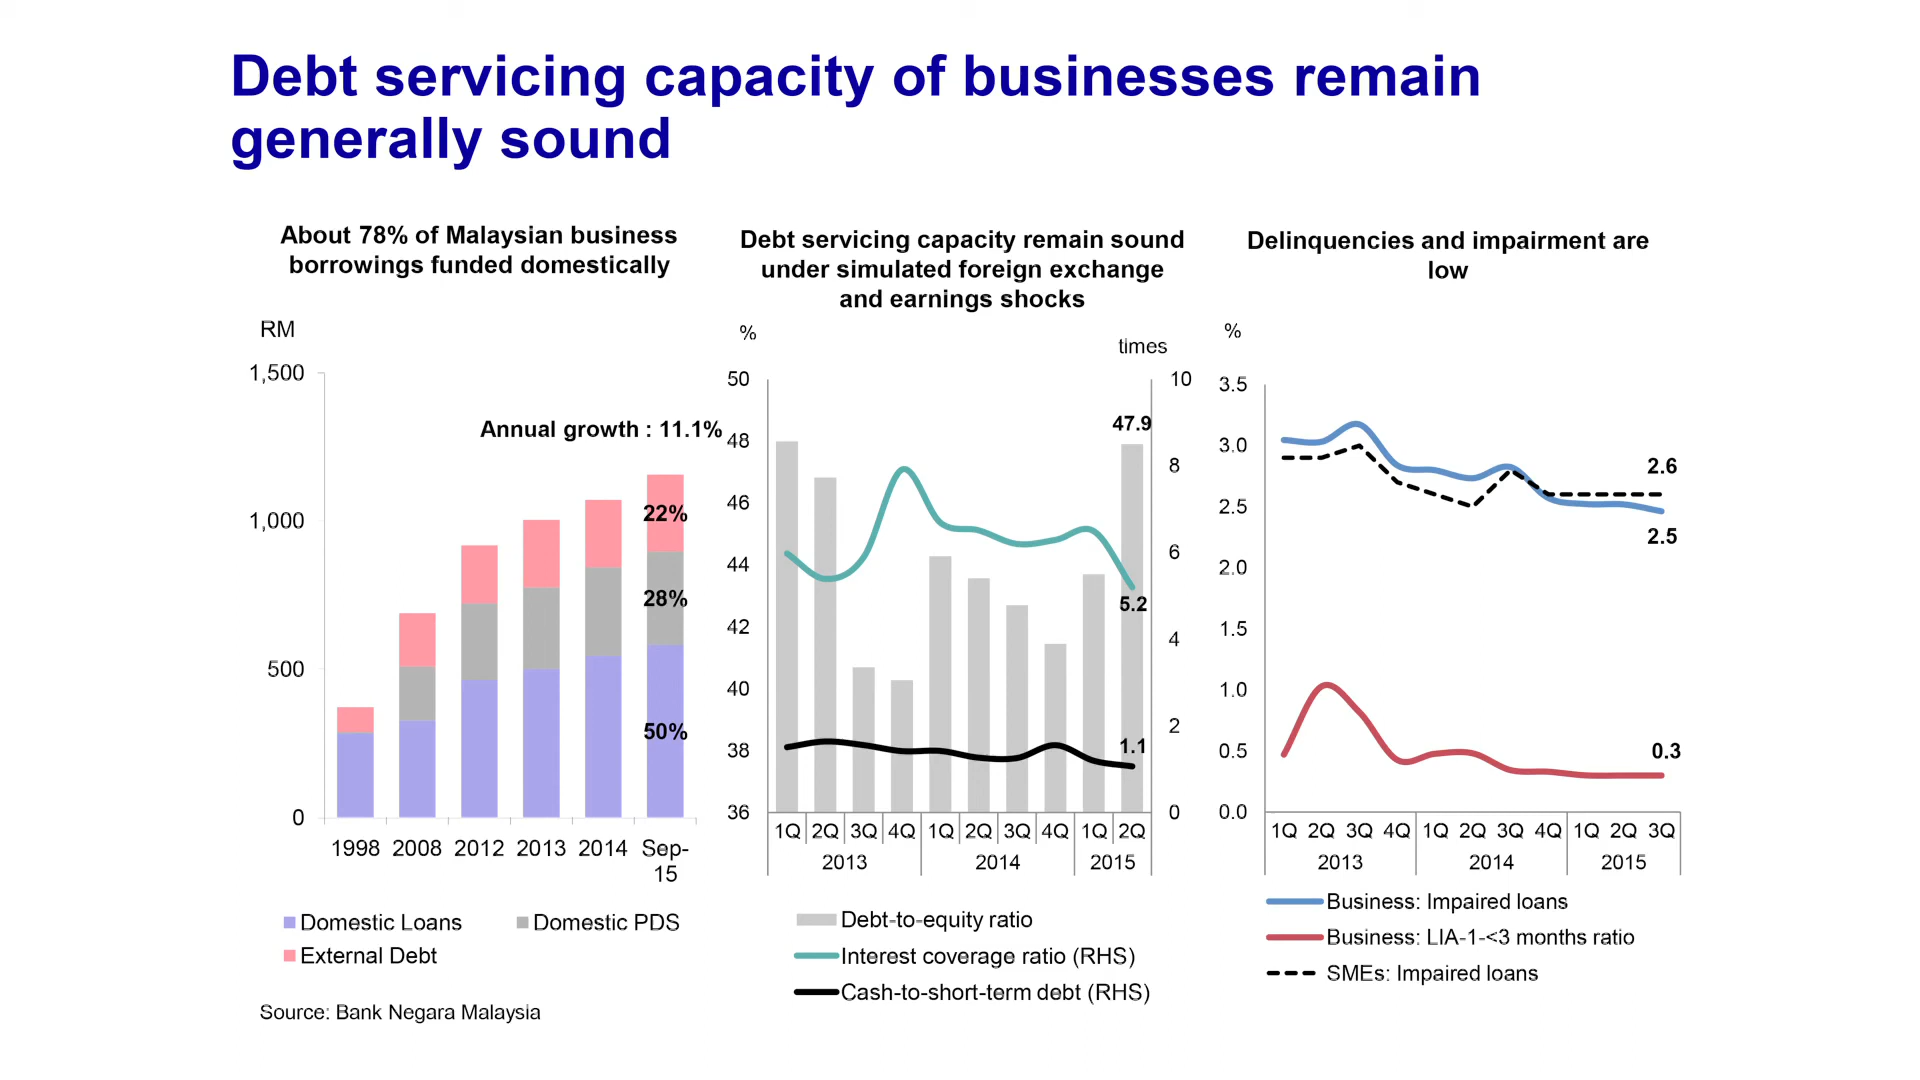 Debt servicing capacity of businesses remain
generally sound
About 78% of Malaysian business
borrowings funded domestically
RM
1,500
1,000
500
0
Annual growth : 11.1%
22%
28%
50%
1998 2008 2012 2013 2014 Sep-
15
Domestic Loans Domestic PDS
External Debt
Source: Bank Negara Malaysia
Debt servicing capacity remain sound
under simulated foreign exchange
and earnings shocks
%
times
50
48
46
44
42
40
38
36
10
8
6
4
2
0
47.9
5.2
1.1
1Q 2Q 3Q 4Q 1Q 2Q 3Q 4Q 1Q 2Q
2013 2014 2015
Debt-to-equity ratio
Interest coverage ratio (RHS)
Cash-to-short-term debt (RHS)
Delinquencies and impairment are
low
%
3.5
3.0
2.5
2.0
1.5
1.0
0.5
0.0
2.6
2.5
0.3
1Q 2Q 3Q 4Q 1Q 2Q 3Q 4Q 1Q 2Q 3Q
2013 2014 2015
Business: Impaired loans
Business: LIA-1-<3 months ratio
SMEs: Impaired loans